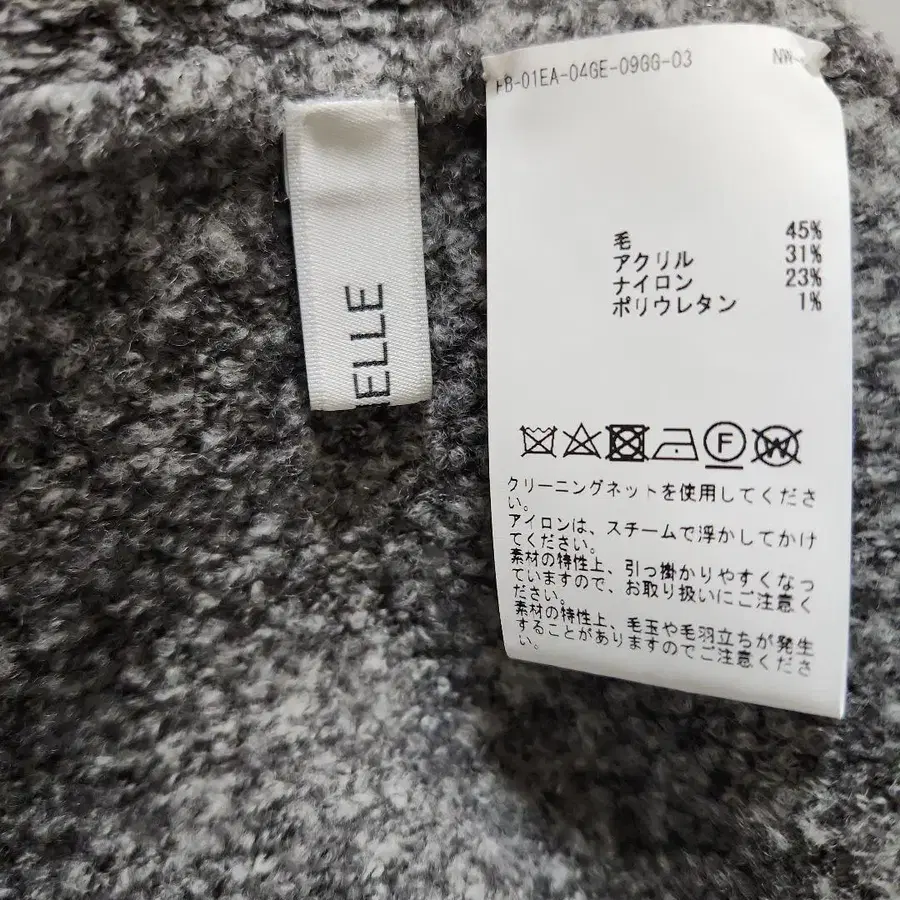 -01EA-04GE-09GG-03
ELLE
毛 45%
アクリル 31%
ナイロン 23%
ポリウレタン 1%
F
W
クリーニングネットを使用してくださ
い。
アイロンは、スチームで浮かしてかけ
てください。
素材の特性上、引っ掛かりやすくなっ
ていますので、お取り扱いにご注意く
ださい。
素材の特性上、毛玉や毛羽立ちが発生
することがありますのでご注意くださ
い。